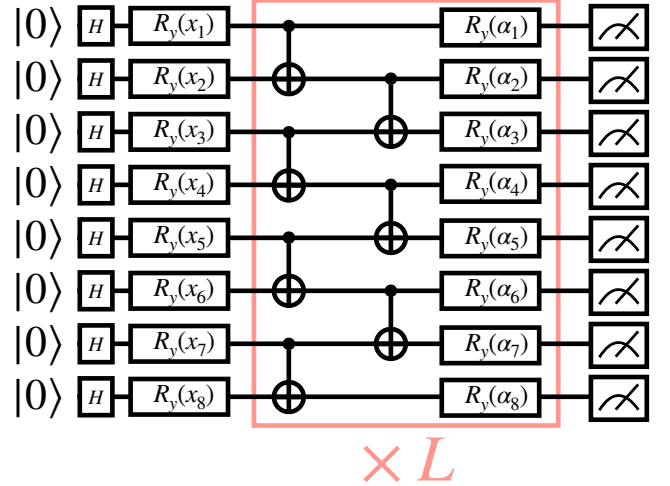 |0⟩ H R_y(x_1) R_y(α_1)
|0⟩ H R_y(x_2) R_y(α_2)
|0⟩ H R_y(x_3) R_y(α_3)
|0⟩ H R_y(x_4) R_y(α_4)
|0⟩ H R_y(x_5) R_y(α_5)
|0⟩ H R_y(x_6) R_y(α_6)
|0⟩ H R_y(x_7) R_y(α_7)
|0⟩ H R_y(x_8) R_y(α_8)
× L